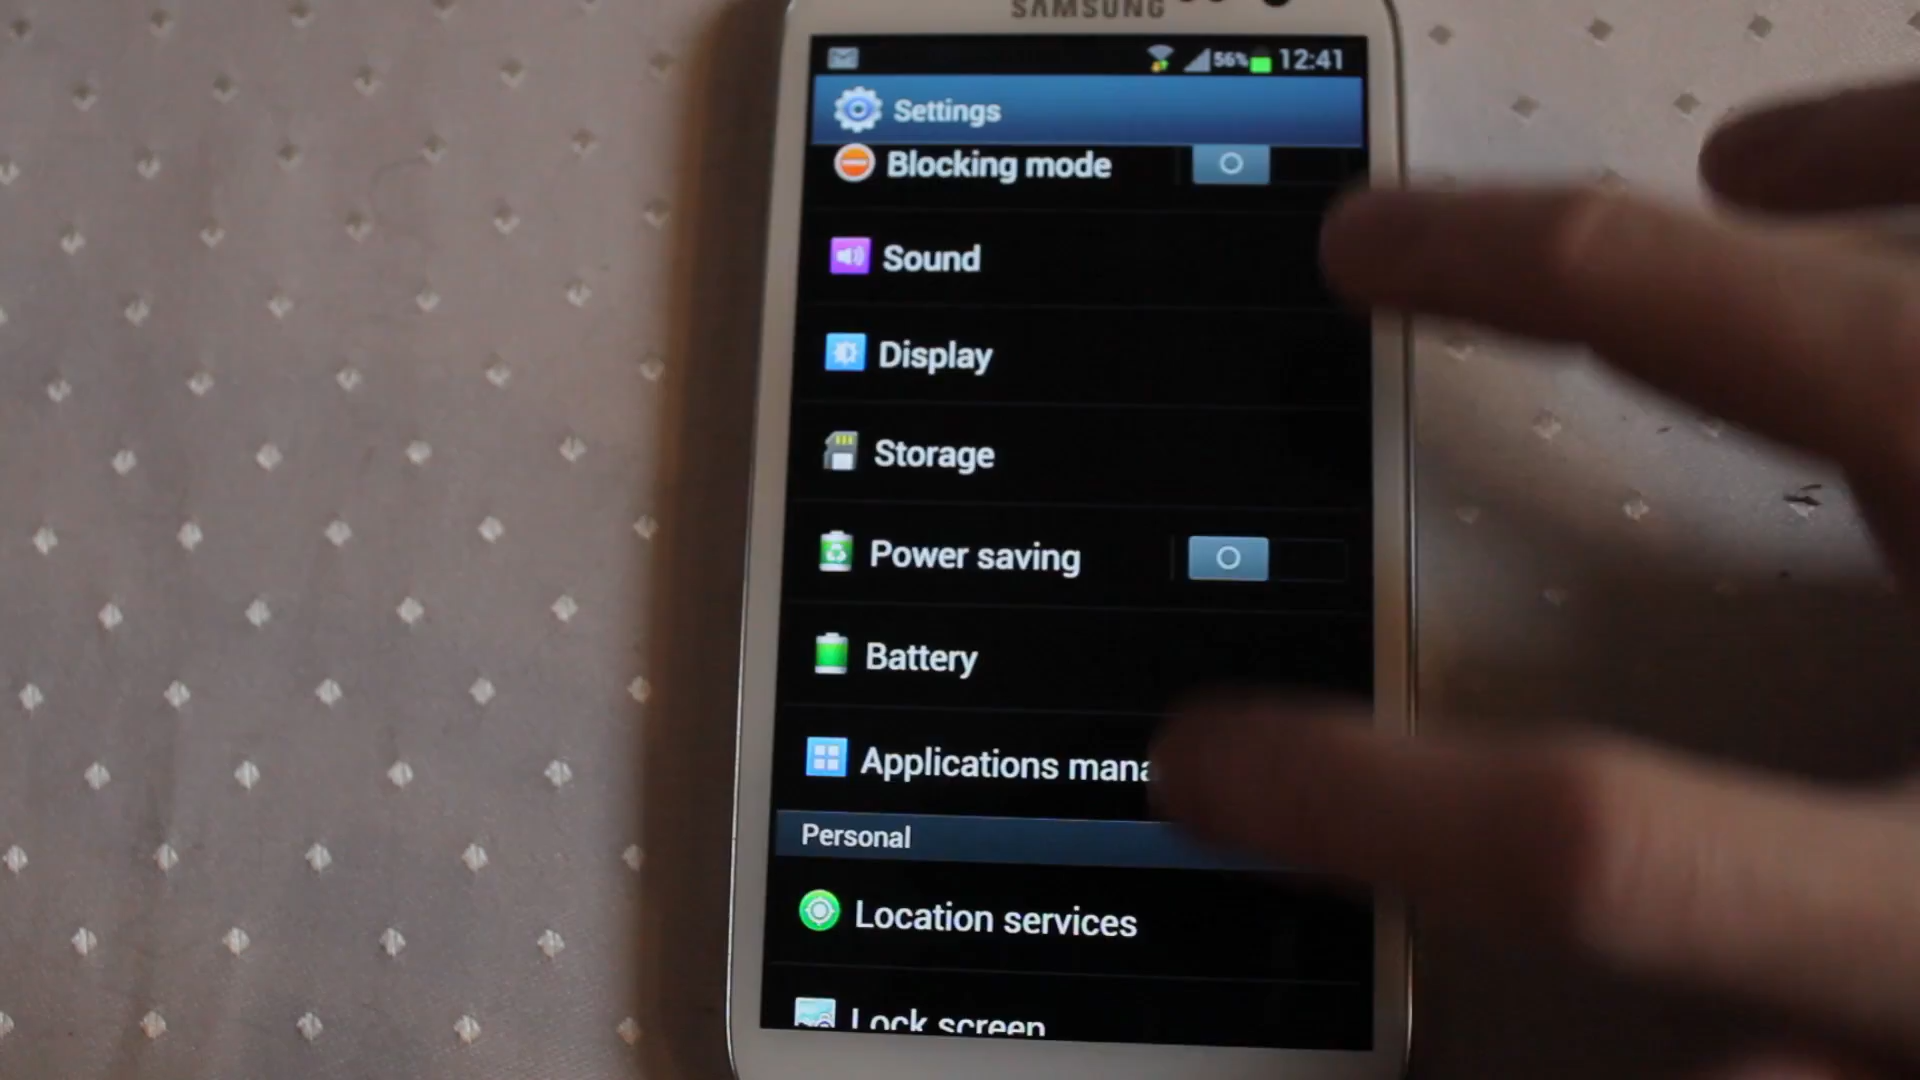 SAMSUNG
56% 12:41
Settings
Blocking mode
Sound
Display
Storage
Power saving
Battery
Applications mana
Personal
Location services
Lock screen